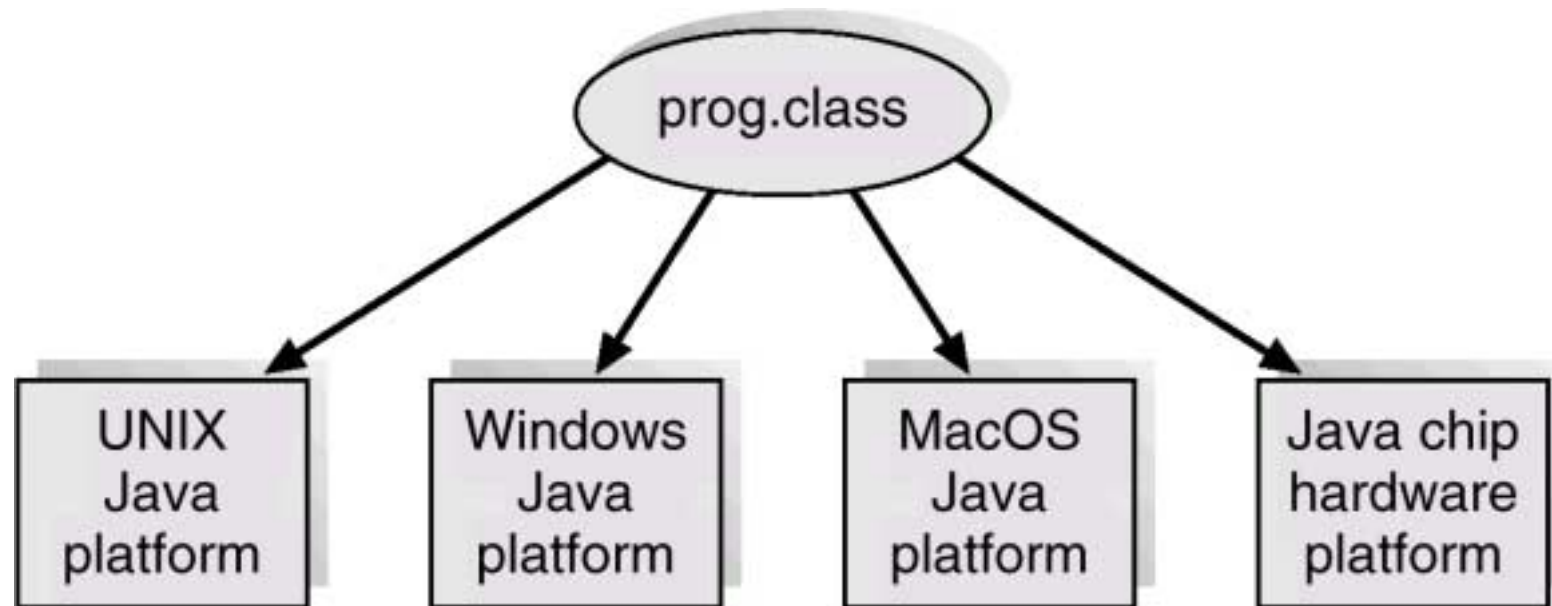 prog.class
UNIX
Java
platform
Windows
Java
platform
MacOS
Java
platform
Java chip
hardware
platform